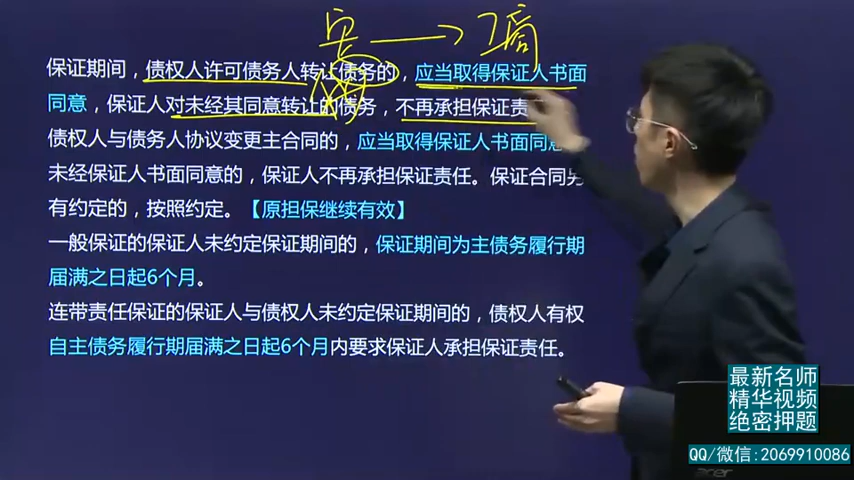 保证期间，债权人许可债务人转让债务的，应当取得保证人书面
同意，保证人对未经其同意转让的债务，不再承担保证责
债权人与债务人协议变更主合同的，应当取得保证人书面同意
未经保证人书面同意的，保证人不再承担保证责任。保证合同另
有约定的，按照约定。【原担保继续有效】
一般保证的保证人未约定保证期间的，保证期间为主债务履行期
届满之日起6个月。
连带责任保证的保证人与债权人未约定保证期间的，债权人有权
自主债务履行期届满之日起6个月内要求保证人承担保证责任。
最新名师
精华视频
绝密押题
QQ/微信:2069910086
acer